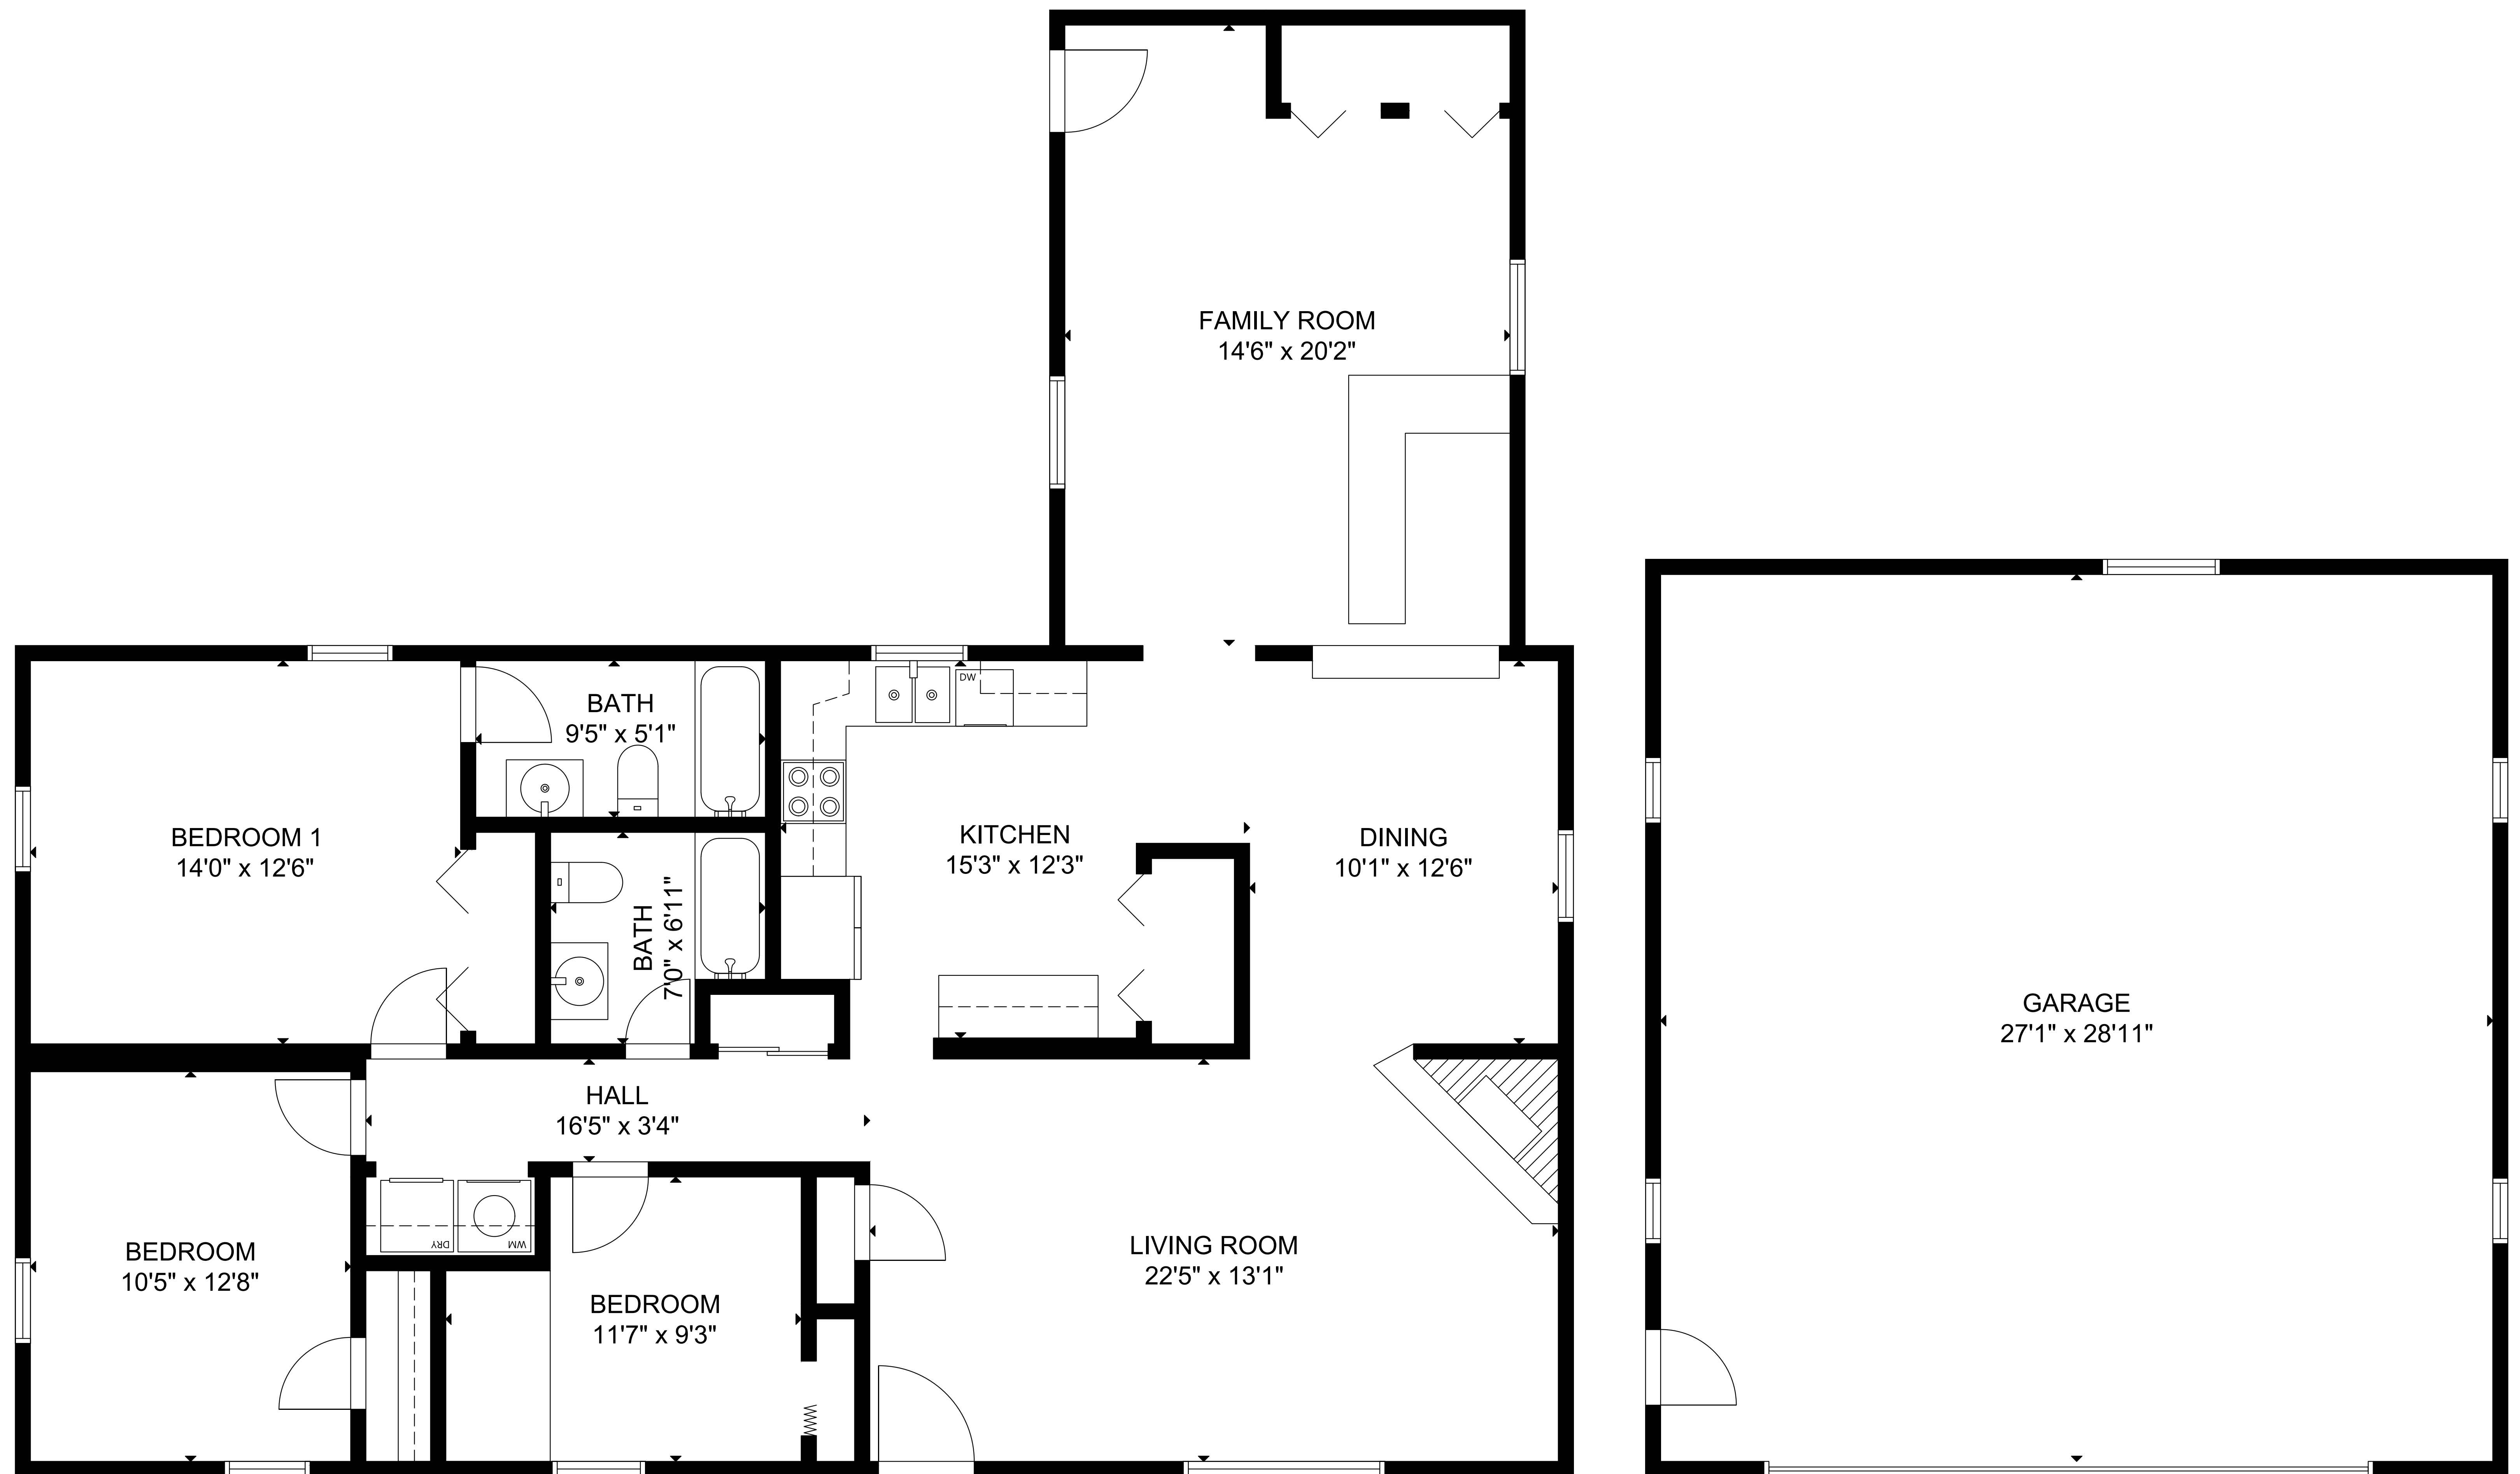 FAMILY ROOM
14'6" x 20'2"
BATH
9'5" x 5'1"
DW
BEDROOM 1
14'0" x 12'6"
KITCHEN
15'3" x 12'3"
DINING
10'1" x 12'6"
BATH
7'0" x 6'11"
GARAGE
27'1" x 28'11"
HALL
16'5" x 3'4"
DRY
WM
BEDROOM
10'5" x 12'8"
LIVING ROOM
22'5" x 13'1"
BEDROOM
11'7" x 9'3"